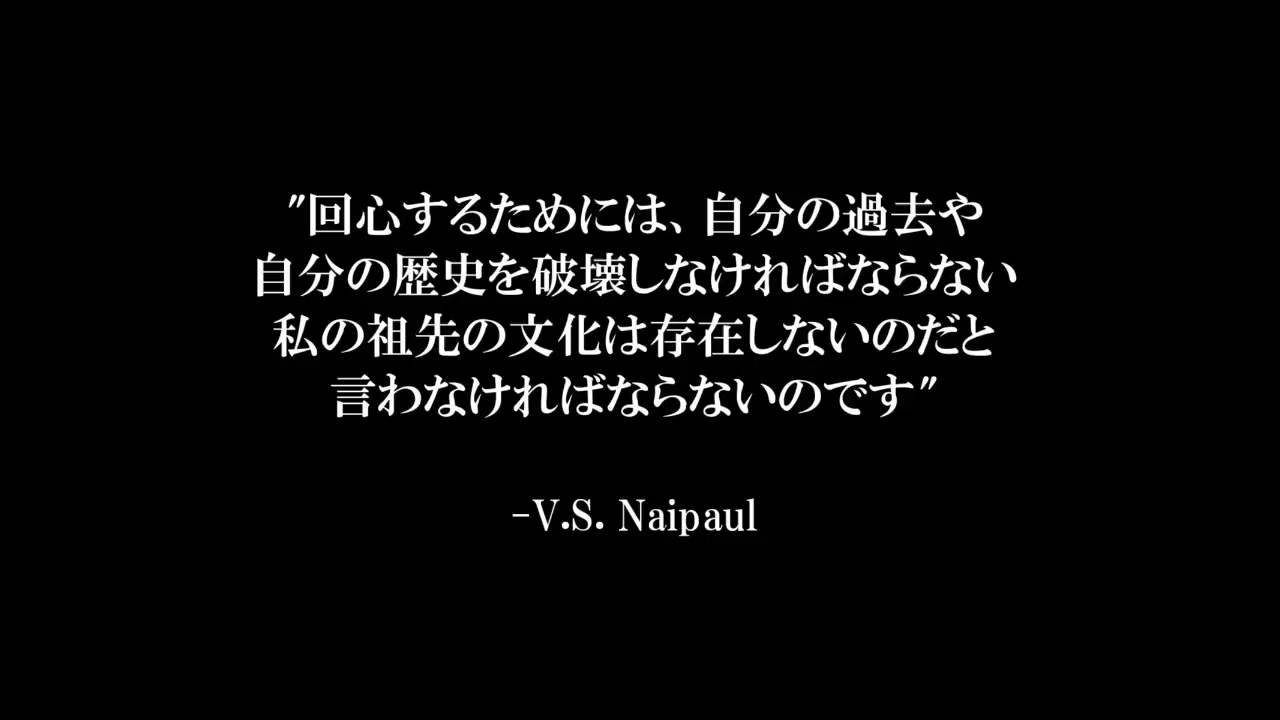 "回心するためには、自分の過去や
自分の歴史を破壊しなければならない
私の祖先の文化は存在しないのだと
言わなければならないのです"
-V.S. Naipaul